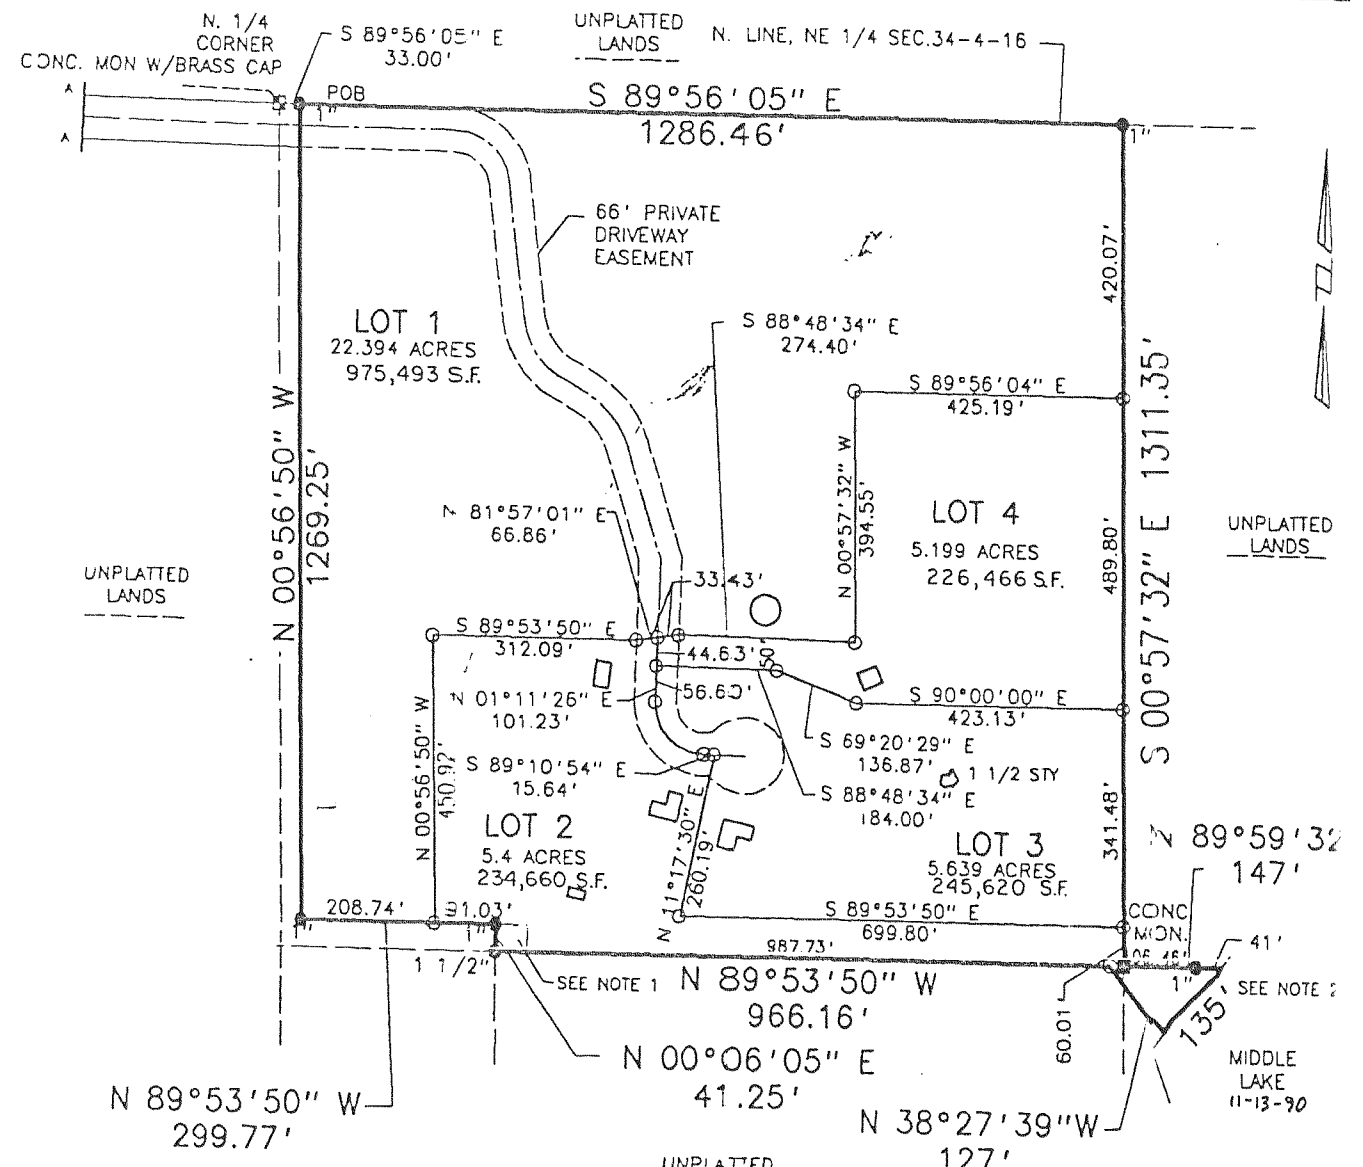 N. 1/4
CORNER
CONC. MON W/BRASS CAP
S 89°56'05" E
33.00'
UNPLATTED
LANDS
N. LINE, NE 1/4 SEC.34-4-16
A
A
POB
1"
S 89°56'05" E
1286.46'
1"
66' PRIVATE
DRIVEWAY
EASEMENT
420.07'
LOT 1
22.394 ACRES
975,493 S.F.
S 88°48'34" E
274.40'
S 89°56'04" E
425.19'
N 00°56'50" W
1269.25'
S 00°57'32" E 1311.35'
N 00°57'32" W
394.55'
N 81°57'01" E
66.86'
LOT 4
5.199 ACRES
226,466 S.F.
489.80'
UNPLATTED
LANDS
UNPLATTED
LANDS
33.43'
S 89°53'50" E
312.09'
44.63'
50'
N 01°11'26" E
101.23'
56.60'
S 90°00'00" E
423.13'
N 00°56'50" W
450.92'
S 69°20'29" E
136.87'
S 89°10'54" E
15.64'
1 1/2 STY
S 88°48'34" E
184.00'
LOT 2
5.4 ACRES
234,660 S.F.
N 11°17'30" E
260.19'
LOT 3
5.639 ACRES
245,620 S.F.
341.48'
N 89°59'32
147'
208.74'
91.03'
1"
1"
S 89°53'50" E
699.80'
CONC
MON.
41'
987.73'
1 1/2"
SEE NOTE 1
N 89°53'50" W
966.16'
1"
SEE NOTE 2
135'
60.01'
N 00°06'05" E
41.25'
MIDDLE
LAKE
11-13-90
N 89°53'50" W
299.77'
N 38°27'39"W
127'
UNPLATTED